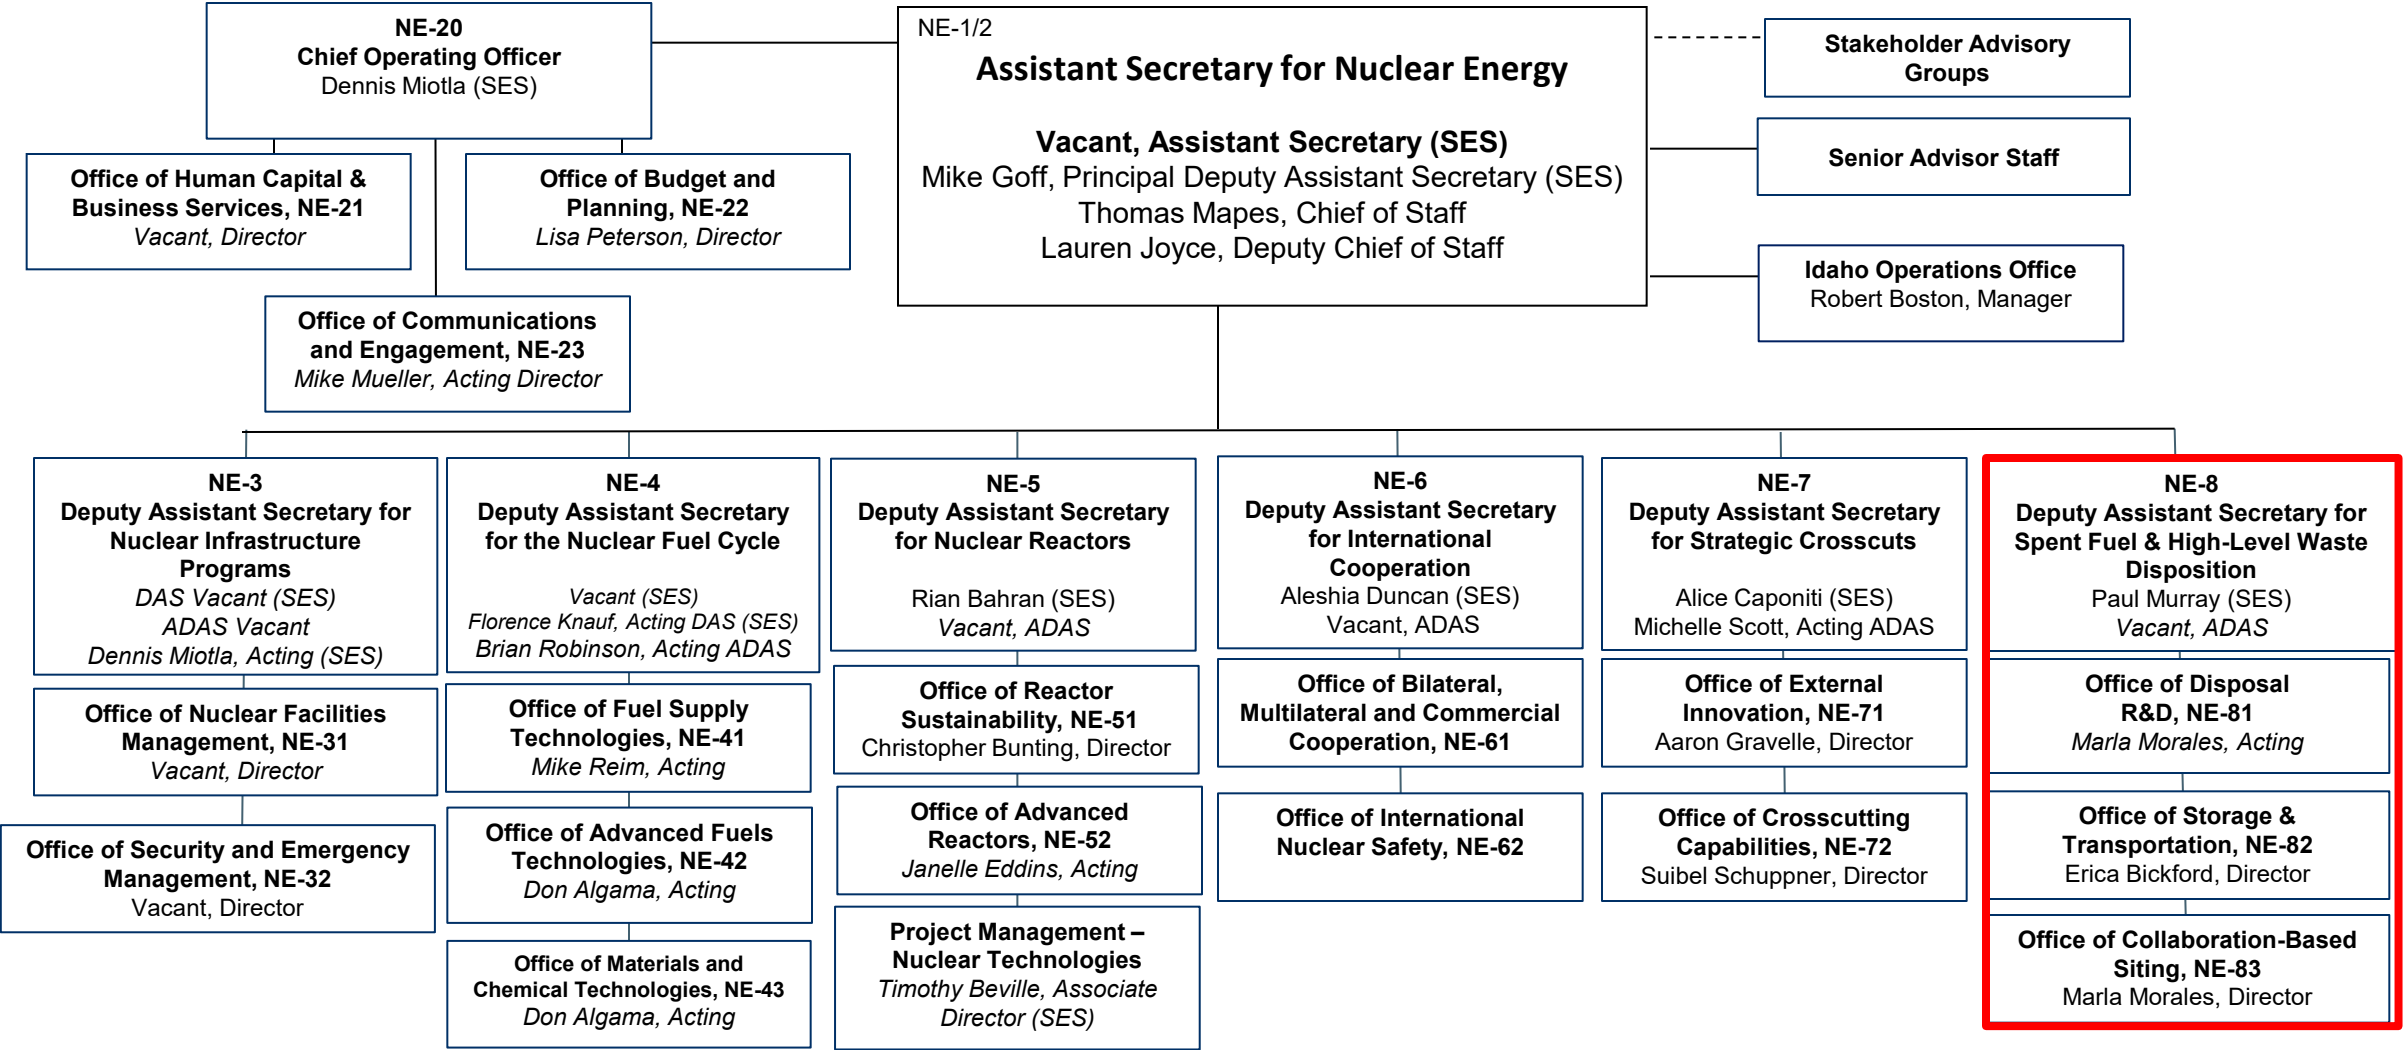 NE-20
Chief Operating Officer
Dennis Miotla (SES)
NE-1/2
Assistant Secretary for Nuclear Energy
Vacant, Assistant Secretary (SES)
Mike Goff, Principal Deputy Assistant Secretary (SES)
Thomas Mapes, Chief of Staff
Lauren Joyce, Deputy Chief of Staff
Stakeholder Advisory
Groups
Senior Advisor Staff
Idaho Operations Office
Robert Boston, Manager
Office of Human Capital &
Business Services, NE-21
Vacant, Director
Office of Budget and
Planning, NE-22
Lisa Peterson, Director
Office of Communications
and Engagement, NE-23
Mike Mueller, Acting Director
NE-3
Deputy Assistant Secretary for
Nuclear Infrastructure
Programs
DAS Vacant (SES)
ADAS Vacant
Dennis Miotla, Acting (SES)
Office of Nuclear Facilities
Management, NE-31
Vacant, Director
Office of Security and Emergency
Management, NE-32
Vacant, Director
NE-4
Deputy Assistant Secretary
for the Nuclear Fuel Cycle
Vacant (SES)
Florence Knauf, Acting DAS (SES)
Brian Robinson, Acting ADAS
Office of Fuel Supply
Technologies, NE-41
Mike Reim, Acting
Office of Advanced Fuels
Technologies, NE-42
Don Algama, Acting
Office of Materials and
Chemical Technologies, NE-43
Don Algama, Acting
NE-5
Deputy Assistant Secretary
for Nuclear Reactors
Rian Bahran (SES)
Vacant, ADAS
Office of Reactor
Sustainability, NE-51
Christopher Bunting, Director
Office of Advanced
Reactors, NE-52
Janelle Eddins, Acting
Project Management –
Nuclear Technologies
Timothy Beville, Associate
Director (SES)
NE-6
Deputy Assistant Secretary
for International
Cooperation
Aleshia Duncan (SES)
Vacant, ADAS
Office of Bilateral,
Multilateral and Commercial
Cooperation, NE-61
Office of International
Nuclear Safety, NE-62
NE-7
Deputy Assistant Secretary
for Strategic Crosscuts
Alice Caponiti (SES)
Michelle Scott, Acting ADAS
Office of External
Innovation, NE-71
Aaron Gravelle, Director
Office of Crosscutting
Capabilities, NE-72
Suibel Schuppner, Director
NE-8
Deputy Assistant Secretary for
Spent Fuel & High-Level Waste
Disposition
Paul Murray (SES)
Vacant, ADAS
Office of Disposal
R&D, NE-81
Marla Morales, Acting
Office of Storage &
Transportation, NE-82
Erica Bickford, Director
Office of Collaboration-Based
Siting, NE-83
Marla Morales, Director